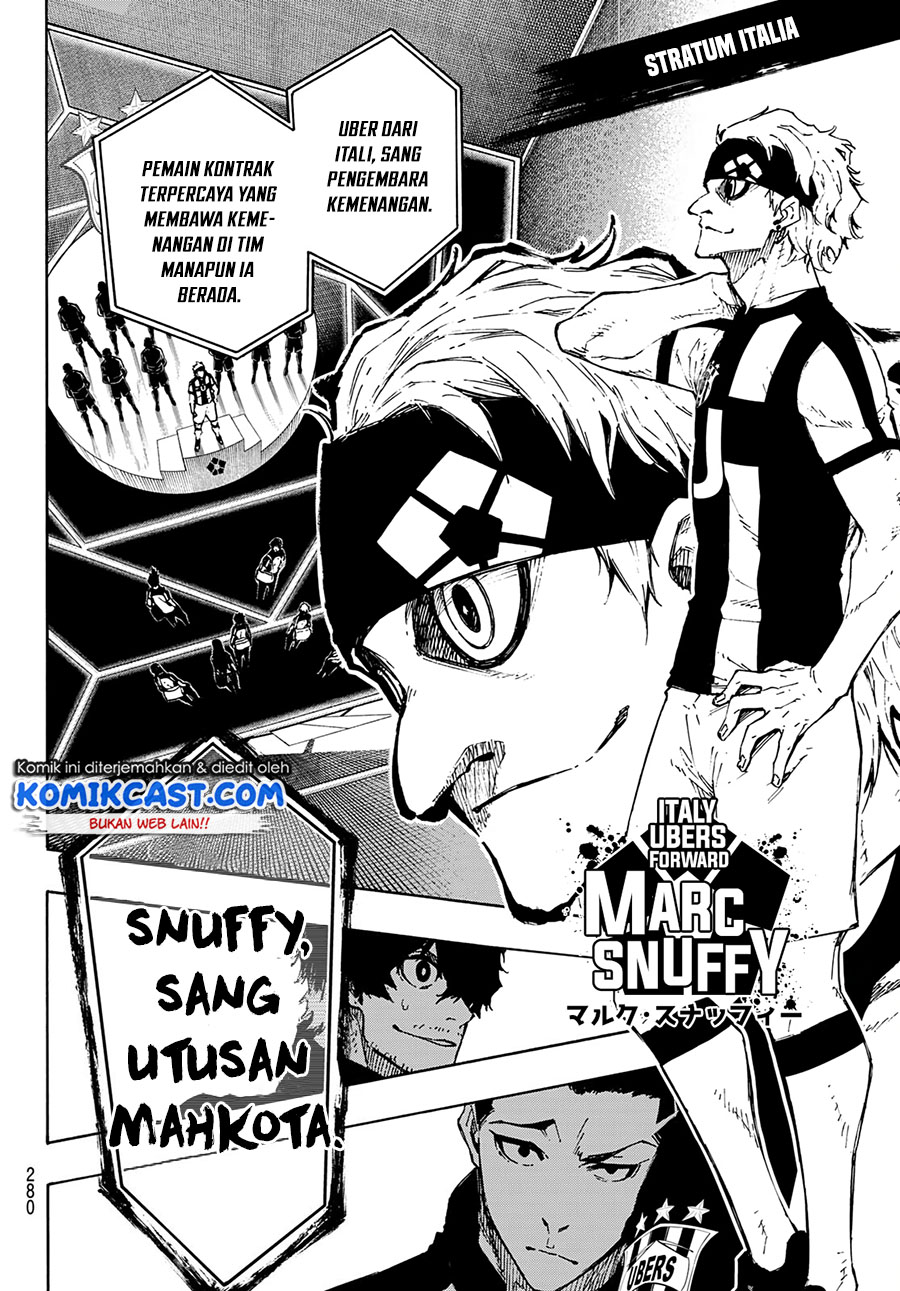 STRATUM ITALIA
UBER DARI
ITALI, SANG
PENGEMBARA
KEMENANGAN.
PEMAIN KONTRAK
TERPERCAYA YANG
MEMBAWA KEME-
NANGAN DI TIM
MANAPUN IA
BERADA.
U
Komik ini diterjemahkan & diedit oleh
KOMIKCAST.COM
BUKAN WEB LAIN!!
ITALY
UBERS
FORWARD
MARC
SNUFFY
マルク・スナッフィー
SNUFFY,
SANG
UTUSAN
MAHKOTA.
UBERS
280